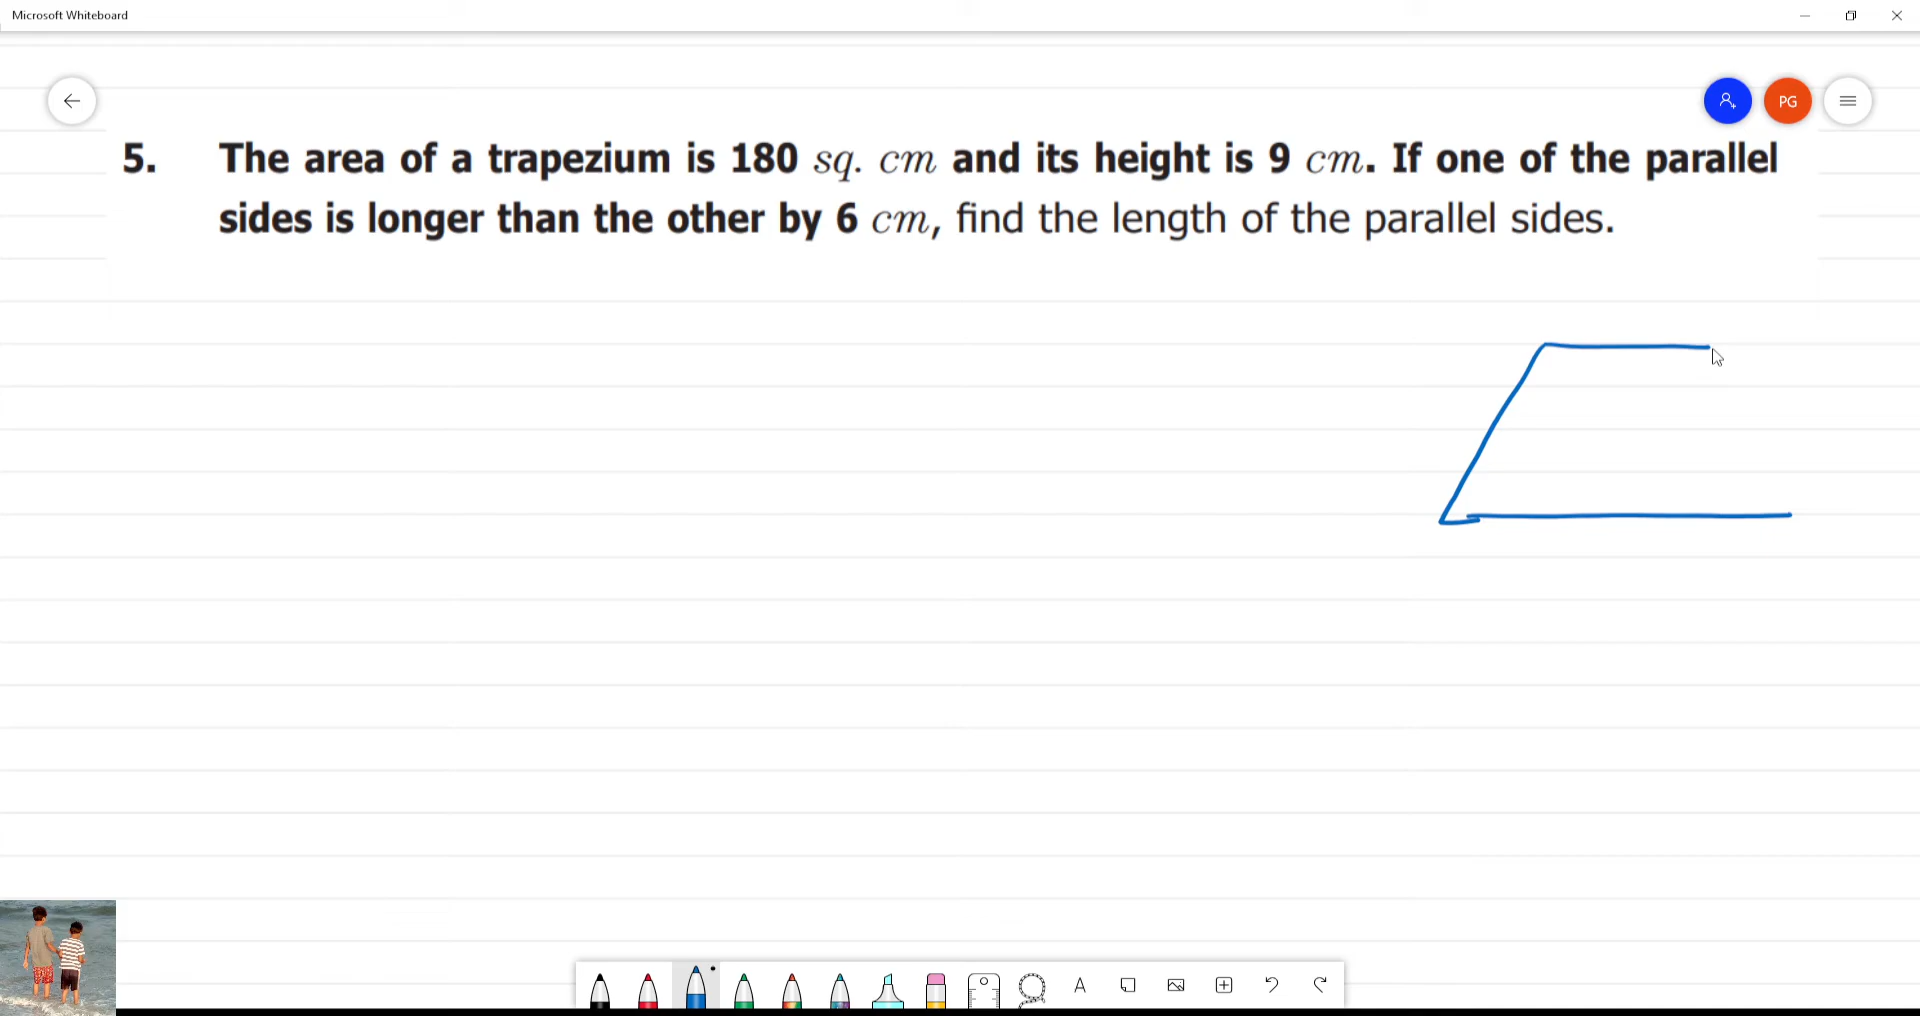 Microsoft Whiteboard
PG
5. The area of a trapezium is 180 sq. cm and its height is 9 cm. If one of the parallel
sides is longer than the other by 6 cm, find the length of the parallel sides.
A